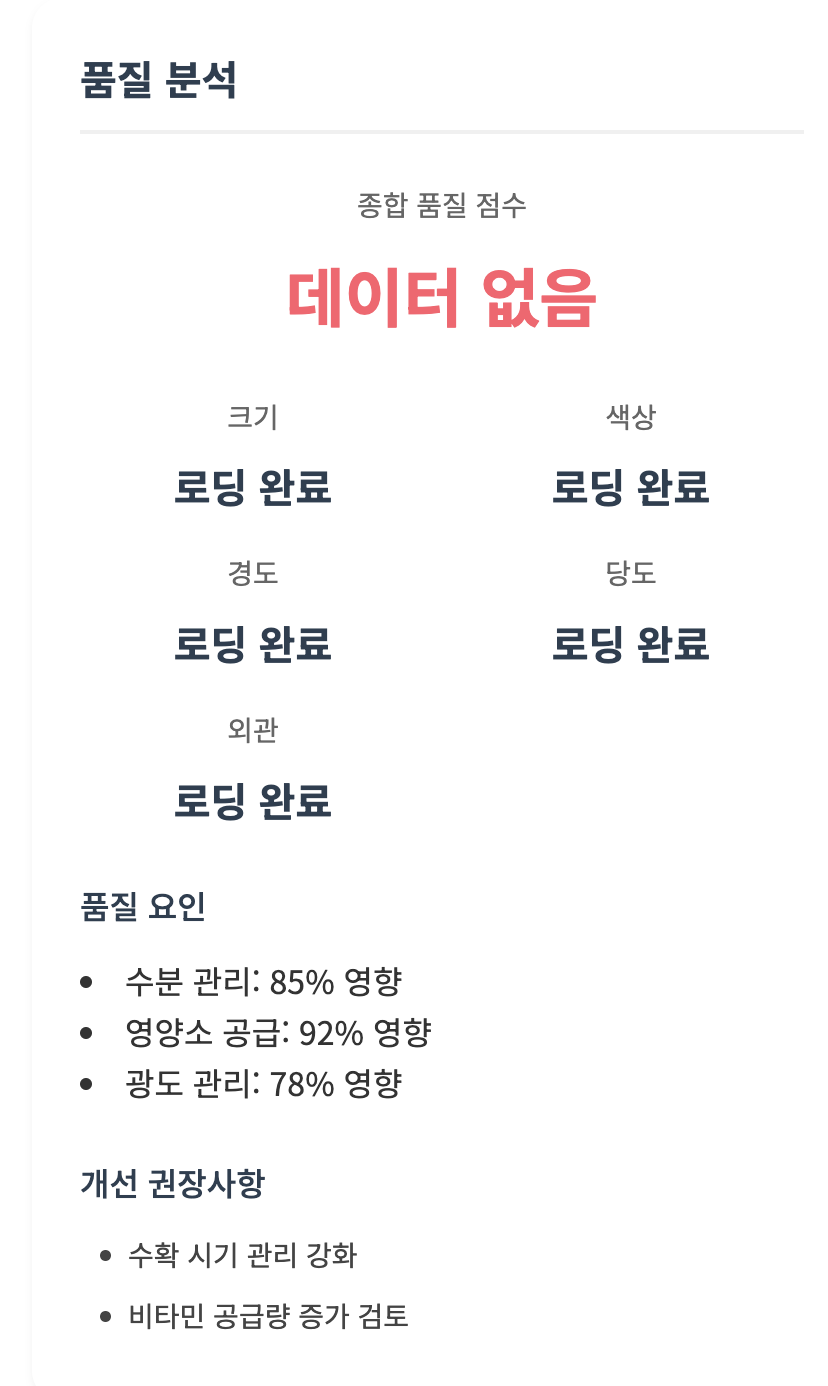 품질 분석
종합 품질 점수
데이터 없음
크기
색상
로딩 완료
로딩 완료
경도
당도
로딩 완료
로딩 완료
외관
로딩 완료
품질 요인
• 수분 관리: 85% 영향
• 영양소 공급: 92% 영향
• 광도 관리: 78% 영향
개선 권장사항
• 수확 시기 관리 강화
• 비타민 공급량 증가 검토